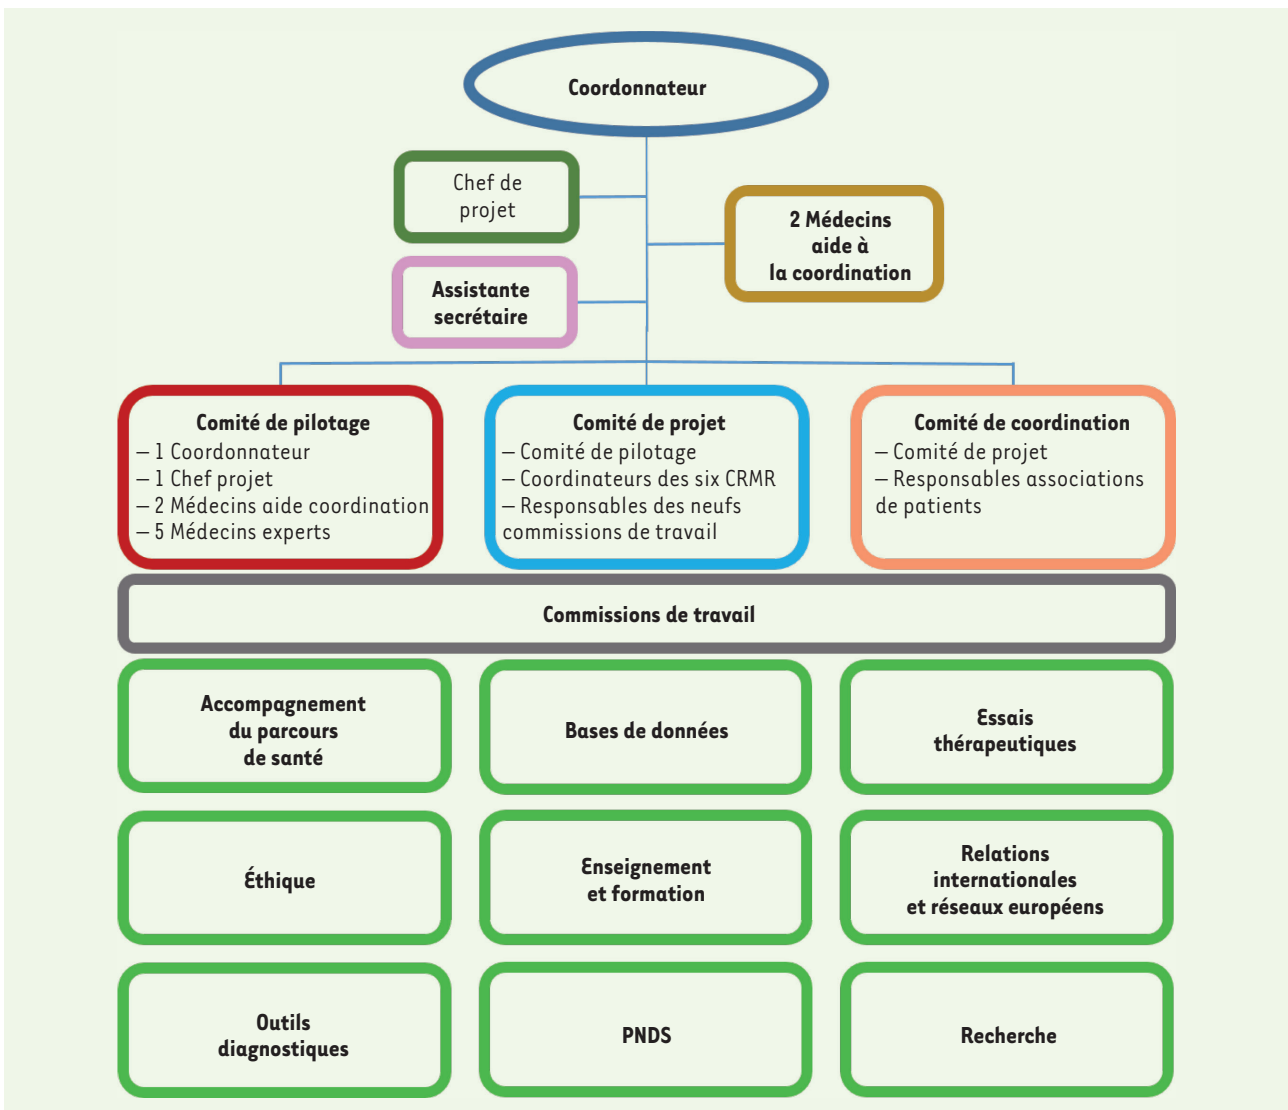 Coordonnateur
Chef de
projet
2 Médecins
aide à
la coordination
Assistante
secrétaire
Comité de pilotage
– 1 Coordonnateur
– 1 Chef projet
– 2 Médecins aide coordination
– 5 Médecins experts
Comité de projet
– Comité de pilotage
– Coordinateurs des six CRMR
– Responsables des neufs
commissions de travail
Comité de coordination
– Comité de projet
– Responsables associations
de patients
Commissions de travail
Accompagnement
du parcours
de santé
Bases de données
Essais
thérapeutiques
Éthique
Enseignement
et formation
Relations
internationales
et réseaux européens
Outils
diagnostiques
PNDS
Recherche